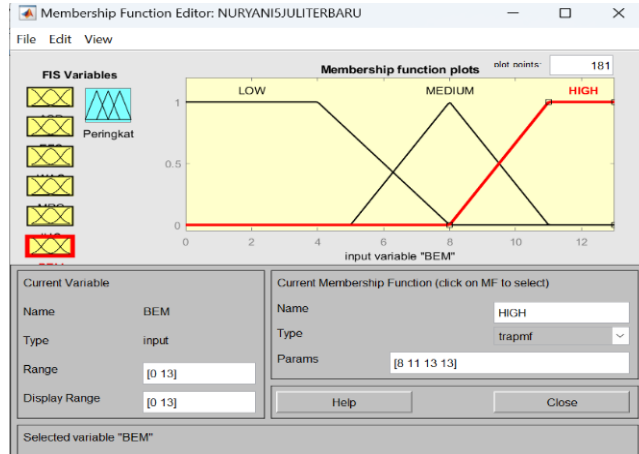 Membership Function Editor: NURYANI5JULITERBARU
File Edit View
FIS Variables
Peringkat
Membership function plots
plot points:
181
LOW
MEDIUM
HIGH
1
0.5
0
0 2 4 6 8 10 12
input variable "BEM"
Current Variable
Name BEM
Type input
Range [0 13]
Display Range [0 13]
Current Membership Function (click on MF to select)
Name HIGH
Type trapmf
Params [8 11 13 13]
Help Close
Selected variable "BEM"